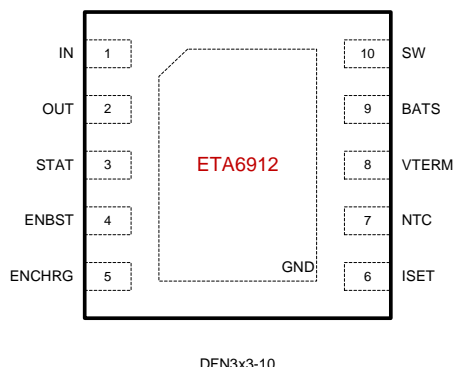 IN 1 10 SW
OUT 2 9 BATS
STAT 3 ETA6912 8 VTERM
ENBST 4 7 NTC
ENCHRG 5 GND 6 ISET
DFN3x3-10